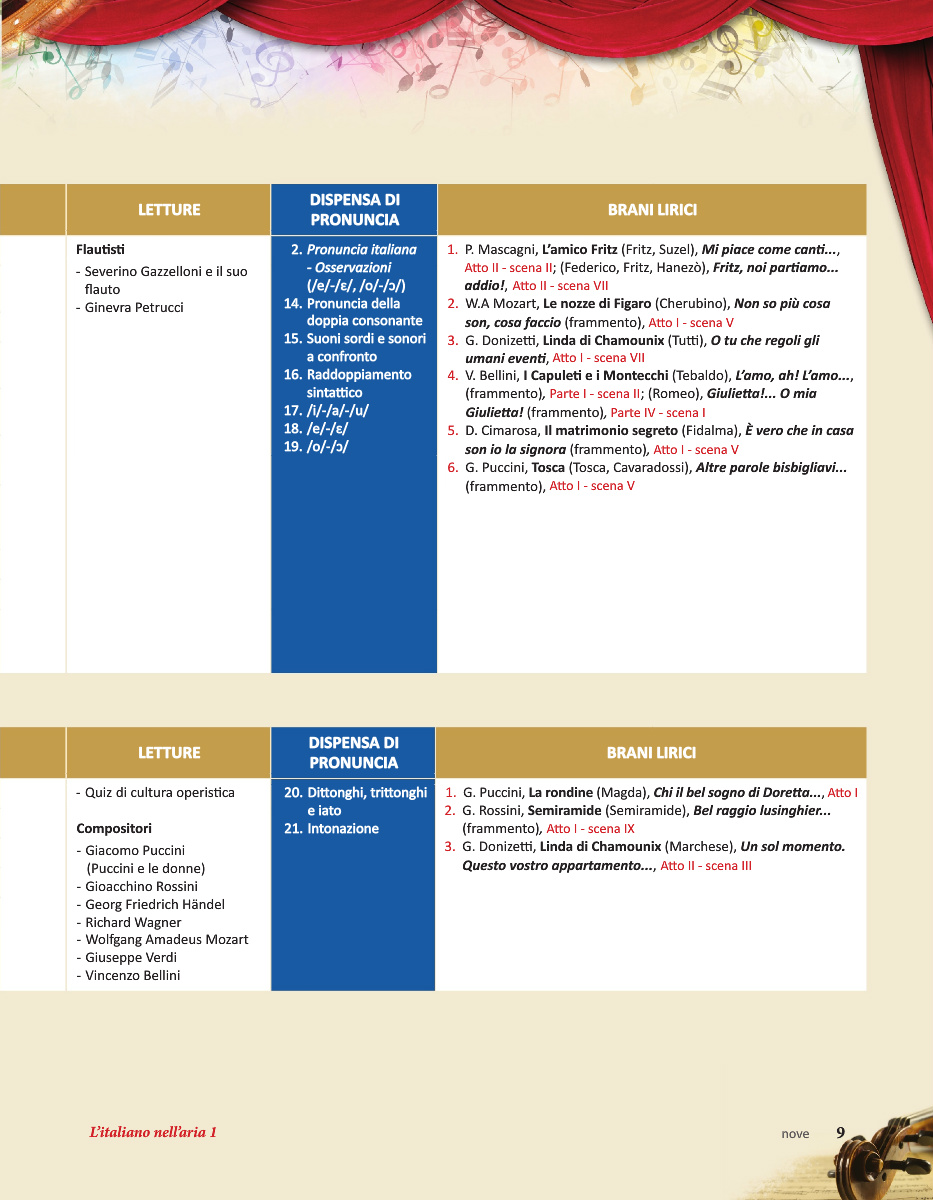 LETTURE
DISPENSA DI
PRONUNCIA
BRANI LIRICI
Flautisti
- Severino Gazzelloni e il suo
flauto
- Ginevra Petrucci
2. Pronuncia italiana
- Osservazioni
(/e/-/ɛ/, /o/-/ɔ/)
14. Pronuncia della
doppia consonante
15. Suoni sordi e sonori
a confronto
16. Raddoppiamento
sintattico
17. /i/-/a/-/u/
18. /e/-/ɛ/
19. /o/-/ɔ/
1. P. Mascagni, L'amico Fritz (Fritz, Suzel), Mi piace come canti...,
Atto II - scena II; (Federico, Fritz, Hanezò), Fritz, noi partiamo...
addio!, Atto II - scena VII
2. W.A Mozart, Le nozze di Figaro (Cherubino), Non so più cosa
son, cosa faccio (frammento), Atto I - scena V
3. G. Donizetti, Linda di Chamounix (Tutti), O tu che regoli gli
umani eventi, Atto I - scena VII
4. V. Bellini, I Capuleti e i Montecchi (Tebaldo), L'amo, ah! L'amo...,
(frammento), Parte I - scena II; (Romeo), Giulietta!... O mia
Giulietta! (frammento), Parte IV - scena I
5. D. Cimarosa, Il matrimonio segreto (Fidalma), È vero che in casa
son io la signora (frammento), Atto I - scena V
6. G. Puccini, Tosca (Tosca, Cavaradossi), Altre parole bisbigliavi...
(frammento), Atto I - scena V
LETTURE
DISPENSA DI
PRONUNCIA
BRANI LIRICI
- Quiz di cultura operistica
Compositori
- Giacomo Puccini
(Puccini e le donne)
- Gioacchino Rossini
- Georg Friedrich Händel
- Richard Wagner
- Wolfgang Amadeus Mozart
- Giuseppe Verdi
- Vincenzo Bellini
20. Dittonghi, trittonghi
e iato
21. Intonazione
1. G. Puccini, La rondine (Magda), Chi il bel sogno di Doretta..., Atto I
2. G. Rossini, Semiramide (Semiramide), Bel raggio lusinghier...
(frammento), Atto I - scena IX
3. G. Donizetti, Linda di Chamounix (Marchese), Un sol momento.
Questo vostro appartamento..., Atto II - scena III
L'italiano nell'aria 1
nove 9